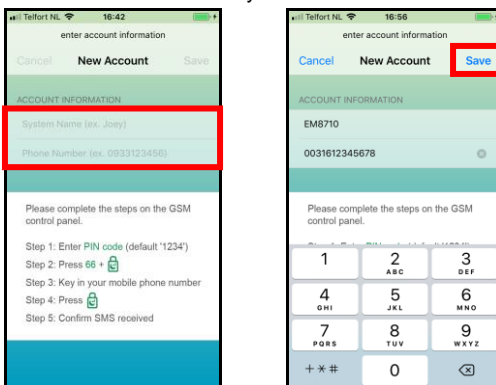 Telfort NL 16:42
enter account information
Cancel New Account Save
ACCOUNT INFORMATION
System Name (ex. Joey)
Phone Number (ex. 0933123456)
Please complete the steps on the GSM
control panel.
Step 1: Enter PIN code (default '1234')
Step 2: Press 66 +
Step 3: Key in your mobile phone number
Step 4: Press
Step 5: Confirm SMS received
Telfort NL 16:56
enter account information
Cancel New Account Save
ACCOUNT INFORMATION
EM8710
0031612345678
Please complete the steps on the GSM
control panel.
1 2 ABC 3 DEF
4 GHI 5 JKL 6 MNO
7 PQRS 8 TUV 9 WXYZ
+ * # 0